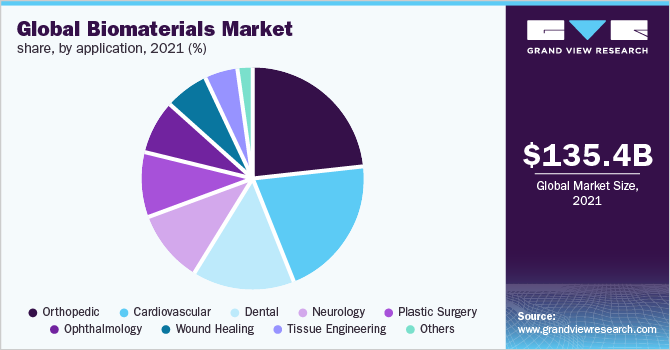 Global Biomaterials Market
share, by application, 2021 (%)
GRAND VIEW RESEARCH
$135.4B
Global Market Size,
2021
Orthopedic Cardiovascular Dental Neurology Plastic Surgery
Ophthalmology Wound Healing Tissue Engineering Others
Source:
www.grandviewresearch.com